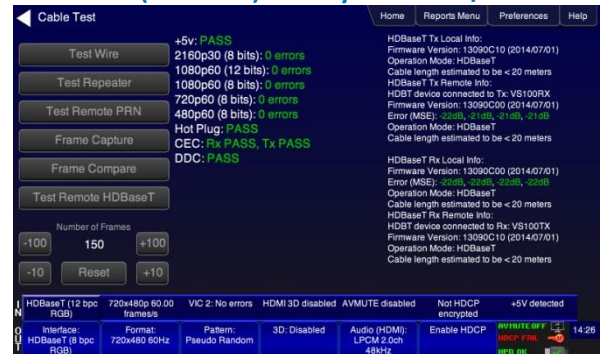 Cable Test
Home
Reports Menu
Preferences
Help
Test Wire
Test Repeater
Test Remote PRN
Frame Capture
Frame Compare
Test Remote HDBaseT
Number of Frames
-100
150
+100
-10
Reset
+10
+5v: PASS
2160p30 (8 bits): 0 errors
1080p60 (12 bits): 0 errors
1080p60 (8 bits): 0 errors
720p60 (8 bits): 0 errors
480p60 (8 bits): 0 errors
Hot Plug: PASS
CEC: Rx PASS, Tx PASS
DDC: PASS
HDBaseT Tx Local Info:
Firmware Version: 13090C10 (2014/07/01)
Operation Mode: HDBaseT
Cable length estimated to be < 20 meters
HDBaseT Tx Remote Info:
HDBT device connected to Tx: VS100RX
Firmware Version: 13090C00 (2014/07/01)
Error (MSE): -22dB, -21dB, -21dB, -21dB
Operation Mode: HDBaseT
Cable length estimated to be < 20 meters
HDBaseT Rx Local Info:
Firmware Version: 13090C00 (2014/07/01)
Error (MSE): -22dB, -22dB, -22dB, -22dB
Operation Mode: HDBaseT
Cable length estimated to be < 20 meters
HDBaseT Rx Remote Info:
HDBT device connected to Rx: VS100TX
Firmware Version: 13090C10 (2014/07/01)
Operation Mode: HDBaseT
Cable length estimated to be < 20 meters
IN
HDBaseT (12 bpc
RGB)
720x480p 60.00
frames/s
VIC 2: No errors
HDMI 3D disabled
AVMUTE disabled
Not HDCP
encrypted
+5V detected
OUT
Interface:
HDBaseT (8 bpc
RGB)
Format:
720x480 60Hz
Pattern:
Pseudo Random
3D: Disabled
Audio (HDMI):
LPCM 2.0ch
48kHz
Enable HDCP
AVMUTE OFF
HDCP FAIL
HPD OK
14:26